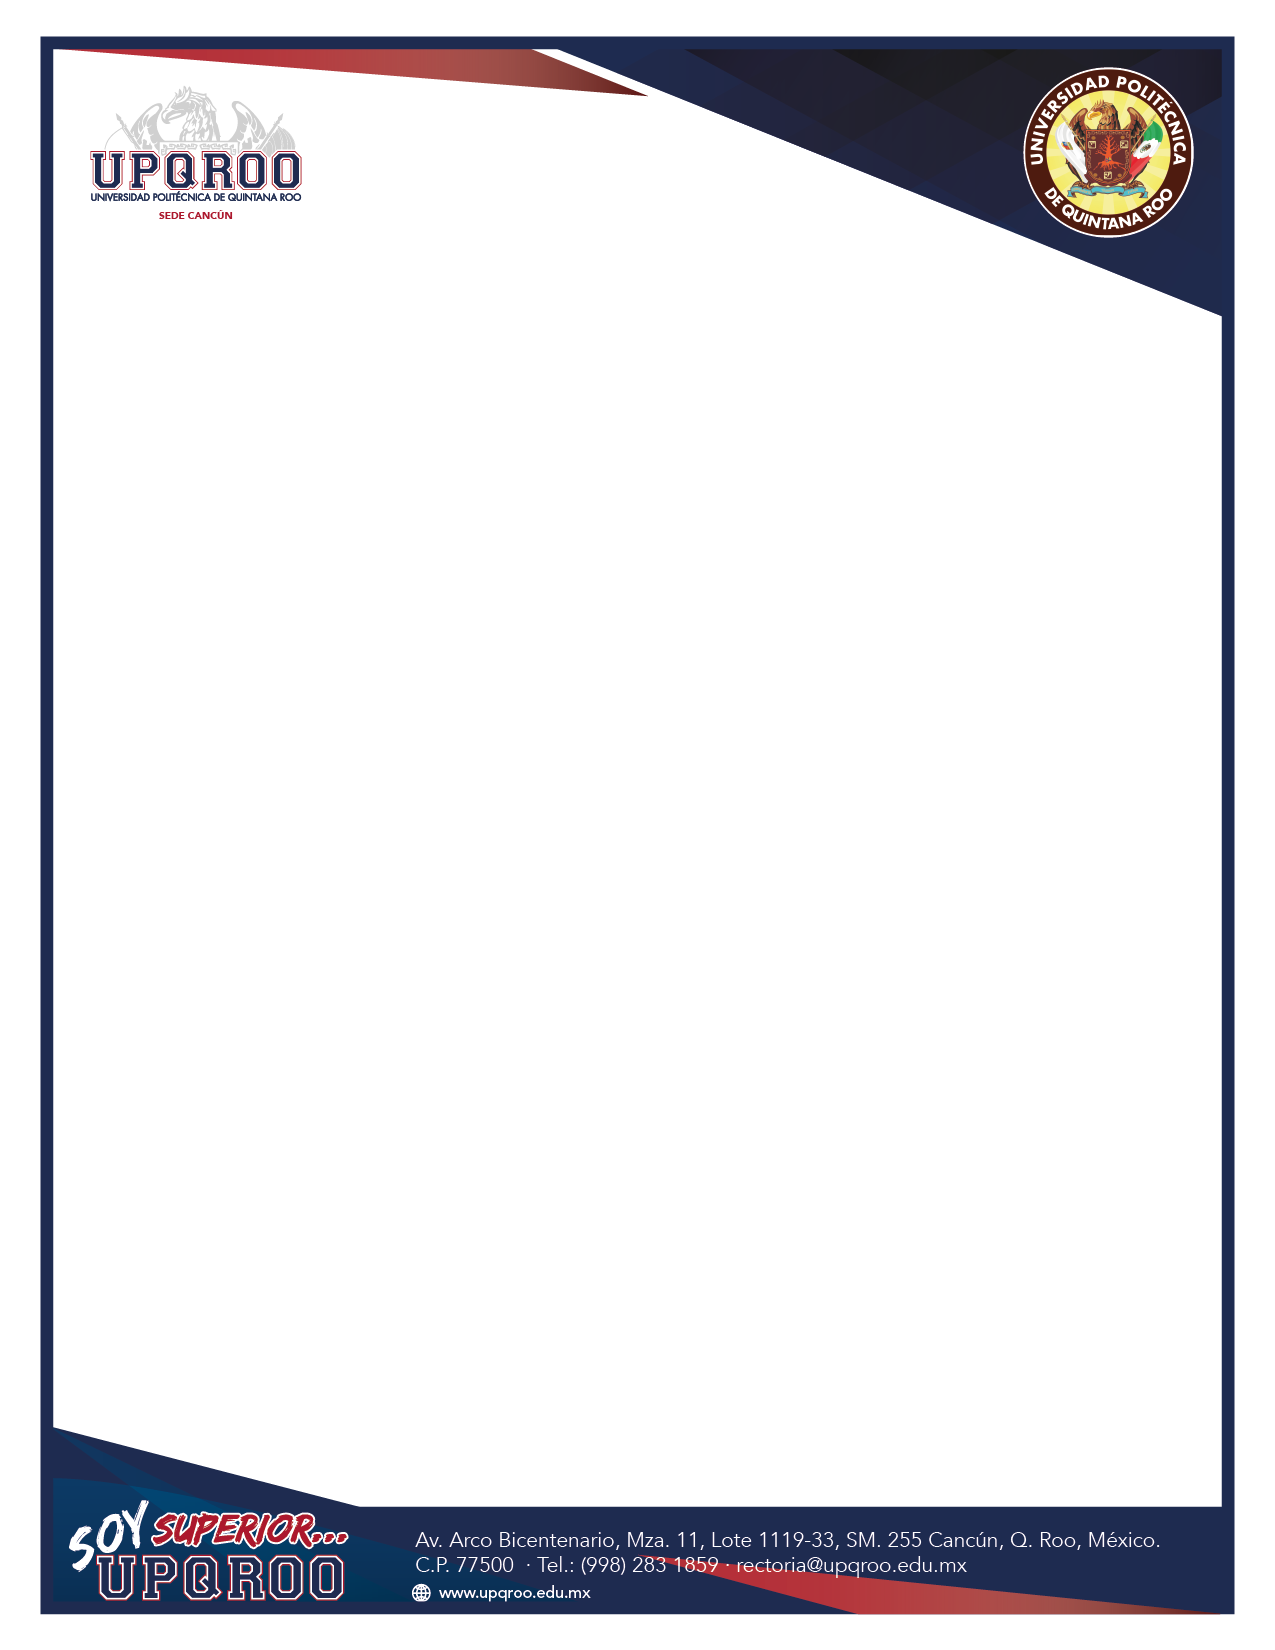 UPQROO
UNIVERSIDAD POLITÉCNICA DE QUINTANA ROO
SEDE CANCÚN
UNIVERSIDAD POLITÉCNICA
DE QUINTANA ROO
SOY SUPERIOR...
UPQROO
Av. Arco Bicentenario, Mza. 11, Lote 1119-33, SM. 255 Cancún, Q. Roo, México.
C.P. 77500 · Tel.: (998) 283 1859 · rectoria@upqroo.edu.mx
www.upqroo.edu.mx